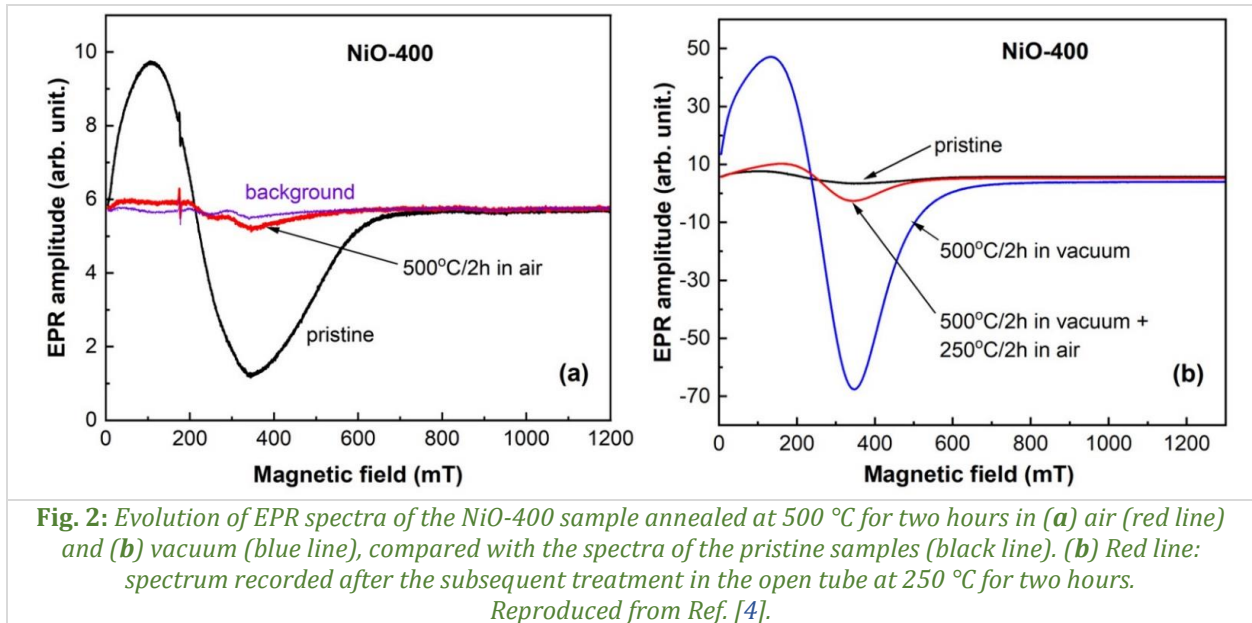 NiO-400
10
8
6
4
2
0
EPR amplitude (arb. unit.)
background
500°C/2h in air
pristine
(a)
0 200 400 600 800 1000 1200
Magnetic field (mT)
NiO-400
50
30
10
-10
-30
-50
-70
EPR amplitude (arb. unit.)
pristine
500°C/2h in vacuum
500°C/2h in vacuum +
250°C/2h in air
(b)
0 200 400 600 800 1000 1200
Magnetic field (mT)
Fig. 2: Evolution of EPR spectra of the NiO-400 sample annealed at 500 °C for two hours in (a) air (red line)
and (b) vacuum (blue line), compared with the spectra of the pristine samples (black line). (b) Red line:
spectrum recorded after the subsequent treatment in the open tube at 250 °C for two hours.
Reproduced from Ref. [4].